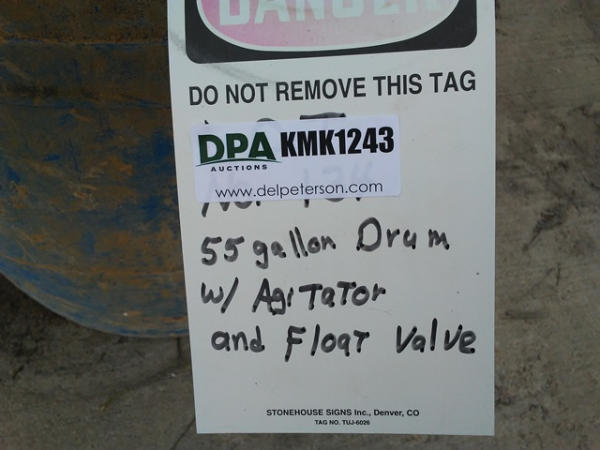 DANGER
DO NOT REMOVE THIS TAG
DPA KMK1243
AUCTIONS
www.delpeterson.com
55 gallon Drum
w/ Agitator
and Float Valve
STONEHOUSE SIGNS Inc., Denver, CO
TAG NO. TUJ-6026